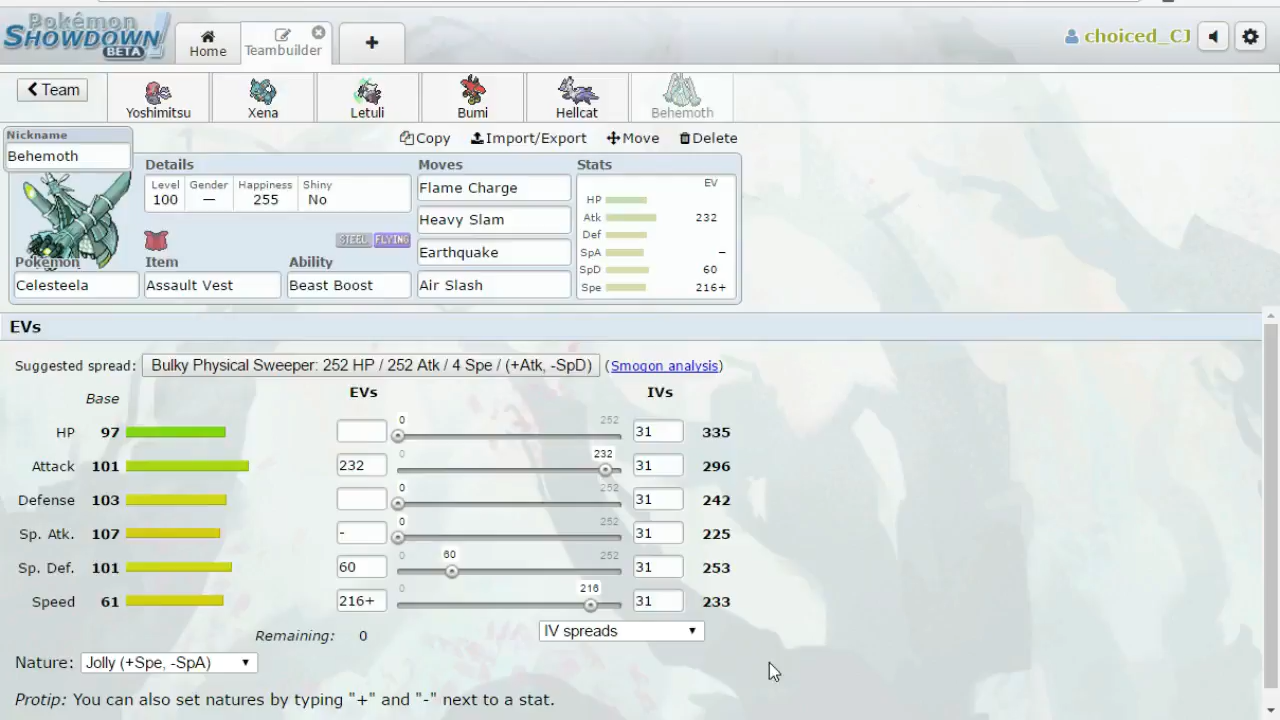 Pokémon
SHOWDOWN
BETA
Home
Teambuilder
+
choiced_CJ
Team
Yoshimitsu
Xena
Letuli
Bumi
Hellcat
Behemoth
Copy
Import/Export
Move
Delete
Nickname
Behemoth
Details
Moves
Stats
Level
Gender
Happiness
Shiny
100
—
255
No
Flame Charge
Heavy Slam
Earthquake
Air Slash
EV
HP
Atk 232
Def
SpA –
SpD 60
Spe 216+
STEEL FLYING
Pokémon
Item
Ability
Celesteela
Assault Vest
Beast Boost
EVs
Suggested spread: Bulky Physical Sweeper: 252 HP / 252 Atk / 4 Spe / (+Atk, -SpD) (Smogon analysis)
Base EVs IVs
HP 97 0 252 31 335
Attack 101 232 0 232 31 296
Defense 103 0 252 31 242
Sp. Atk. 107 - 0 252 31 225
Sp. Def. 101 60 0 60 252 31 253
Speed 61 216+ 0 216 31 233
Remaining: 0 IV spreads
Nature: Jolly (+Spe, -SpA)
Protip: You can also set natures by typing "+" and "-" next to a stat.